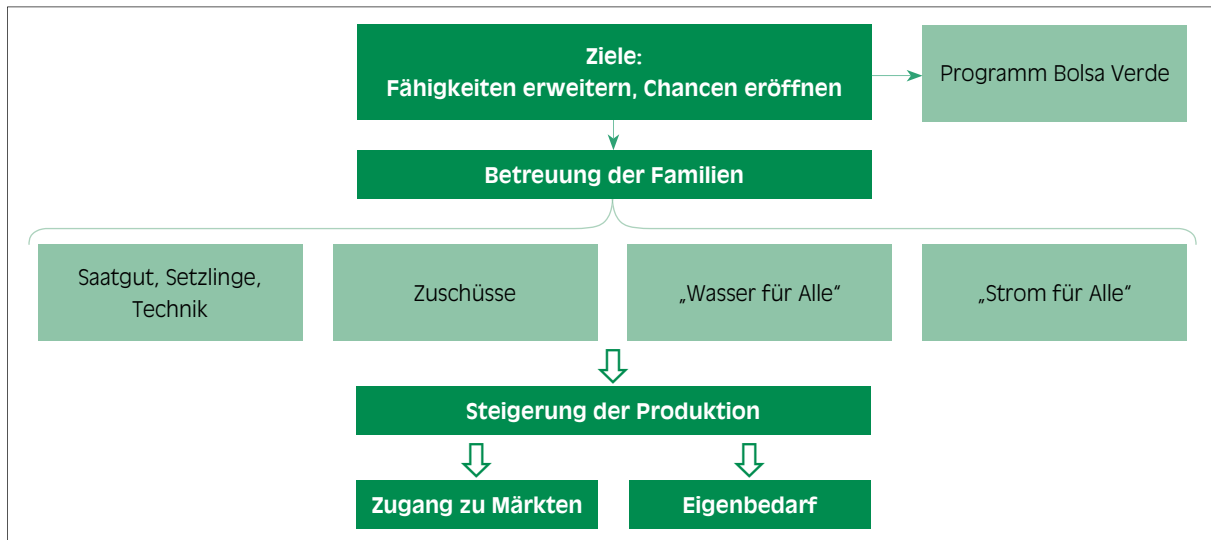 Ziele:
Fähigkeiten erweitern, Chancen eröffnen
Programm Bolsa Verde
Betreuung der Familien
Saatgut, Setzlinge,
Technik
Zuschüsse
„Wasser für Alle“
„Strom für Alle“
Steigerung der Produktion
Zugang zu Märkten
Eigenbedarf